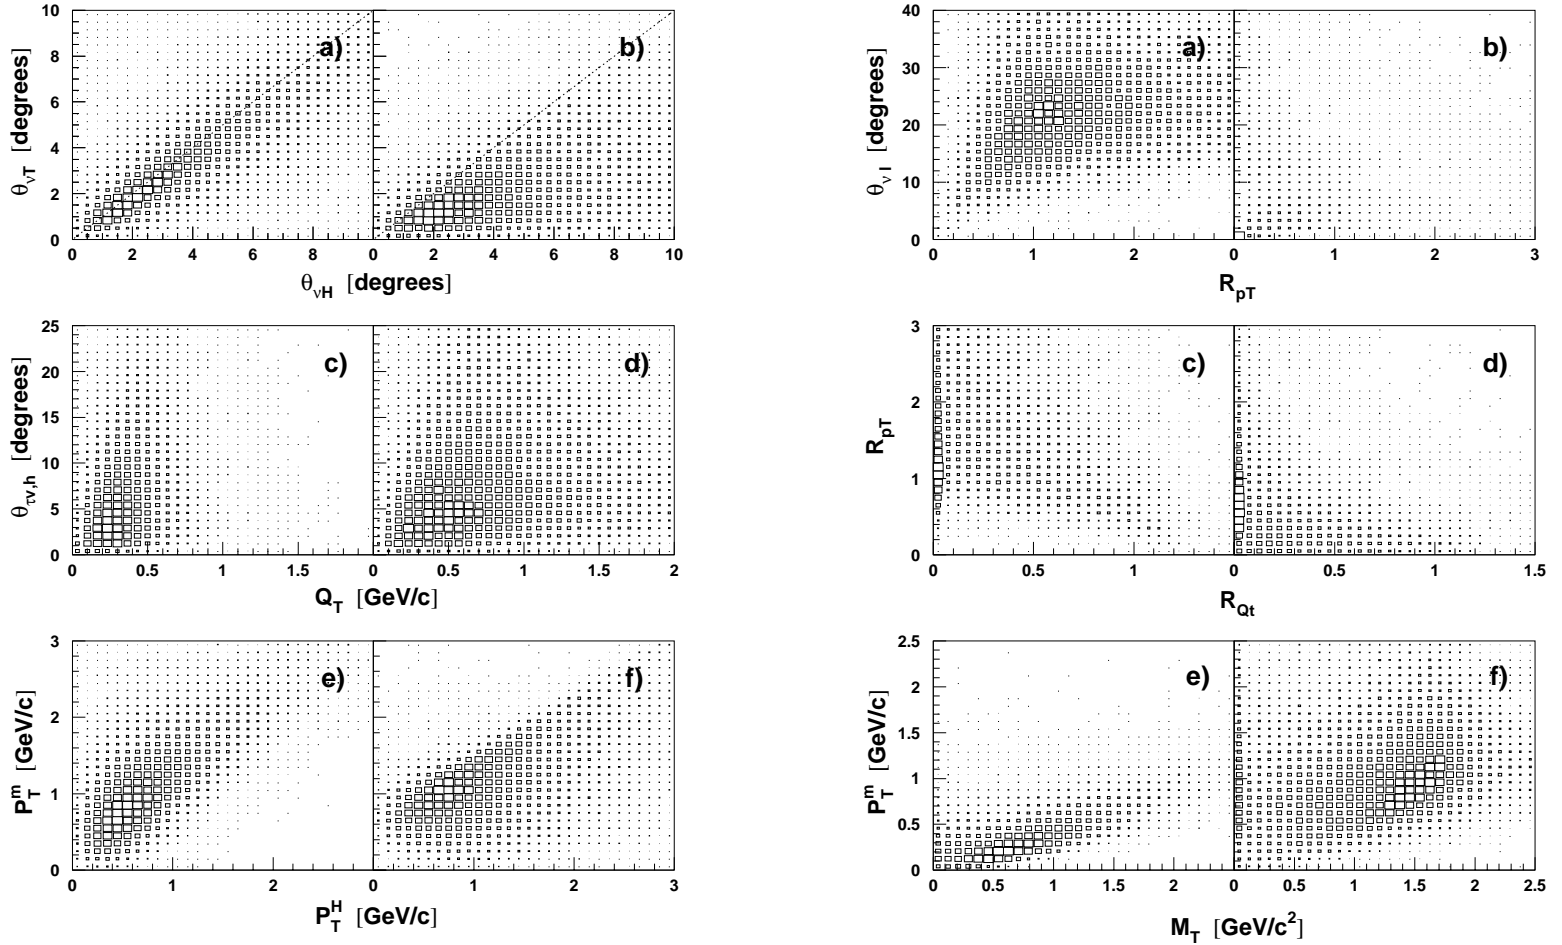 10
8
6
4
2
0
θνT [degrees]
a)
b)
0 2 4 6 8 0 2 4 6 8 10
θνH [degrees]
25
20
15
10
5
0
θτν,h [degrees]
c)
d)
0 0.5 1 1.5 0 0.5 1 1.5 2
QT [GeV/c]
3
2
1
0
PTm [GeV/c]
e)
f)
0 1 2 0 1 2 3
PTH [GeV/c]
40
30
20
10
0
θν l [degrees]
a)
b)
0 1 2 0 1 2 3
RpT
3
2
1
0
RpT
c)
d)
0 0.5 1 0 0.5 1 1.5
RQt
2.5
2
1.5
1
0.5
0
PTm [GeV/c]
e)
f)
0 0.5 1 1.5 2 0 0.5 1 1.5 2 2.5
MT [GeV/c2]